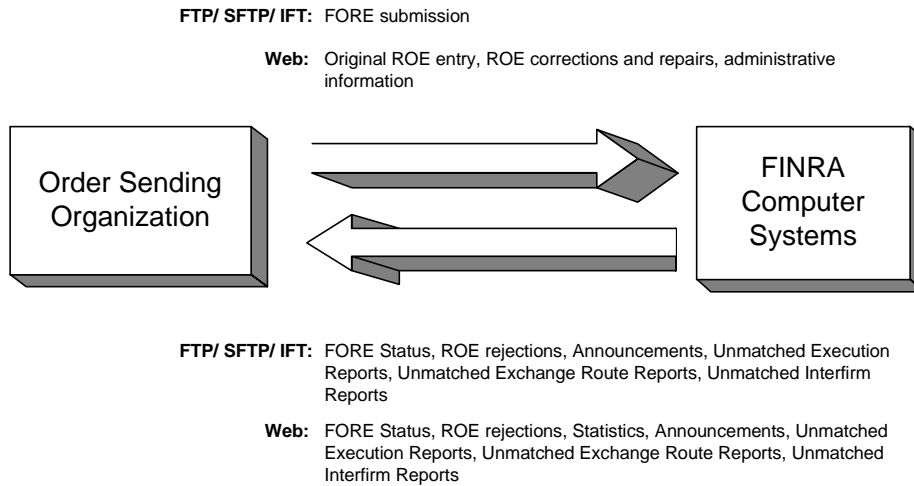 FTP/ SFTP/ IFT: FORE submission
Web: Original ROE entry, ROE corrections and repairs, administrative
information
Order Sending
Organization
FINRA
Computer
Systems
FTP/ SFTP/ IFT: FORE Status, ROE rejections, Announcements, Unmatched Execution
Reports, Unmatched Exchange Route Reports, Unmatched Interfirm
Reports
Web: FORE Status, ROE rejections, Statistics, Announcements, Unmatched
Execution Reports, Unmatched Exchange Route Reports, Unmatched
Interfirm Reports